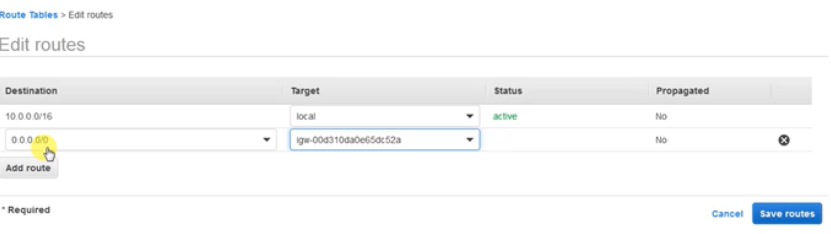 Route Tables > Edit routes
Edit routes
Destination Target Status Propagated
10.0.0.0/16 local active No
0.0.0.0/0 igw-00d310da0e65dc52a No
Add route
* Required
Cancel Save routes